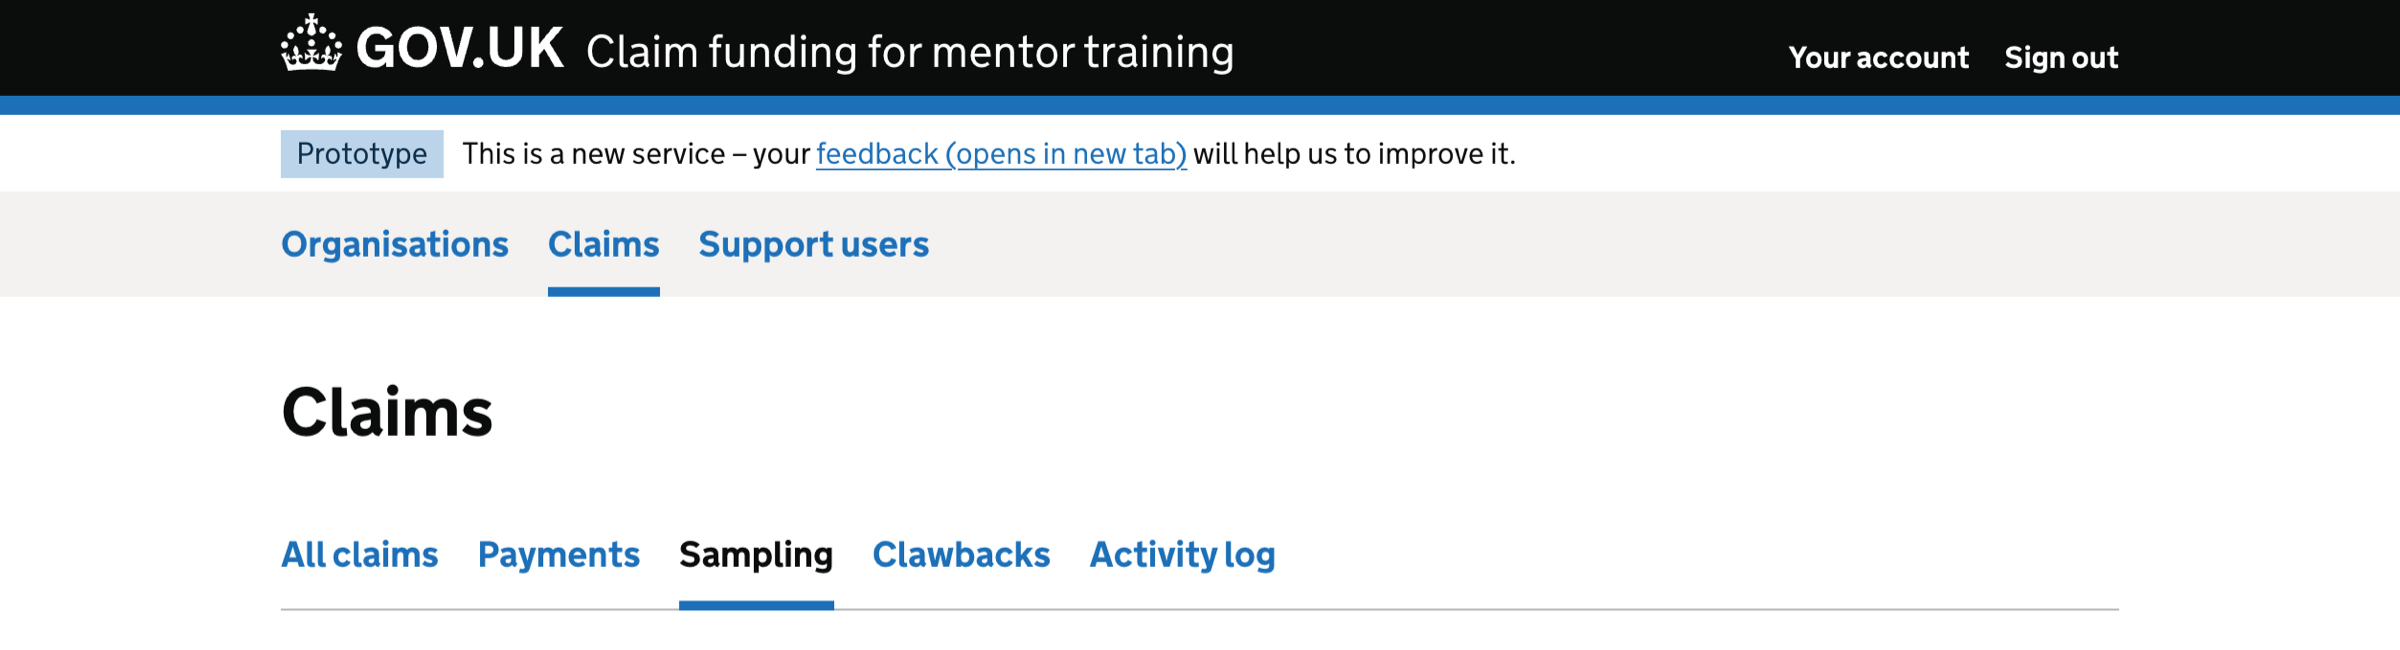 GOV.UK Claim funding for mentor training
Your account Sign out
Prototype This is a new service – your feedback (opens in new tab) will help us to improve it.
Organisations Claims Support users
Claims
All claims Payments Sampling Clawbacks Activity log